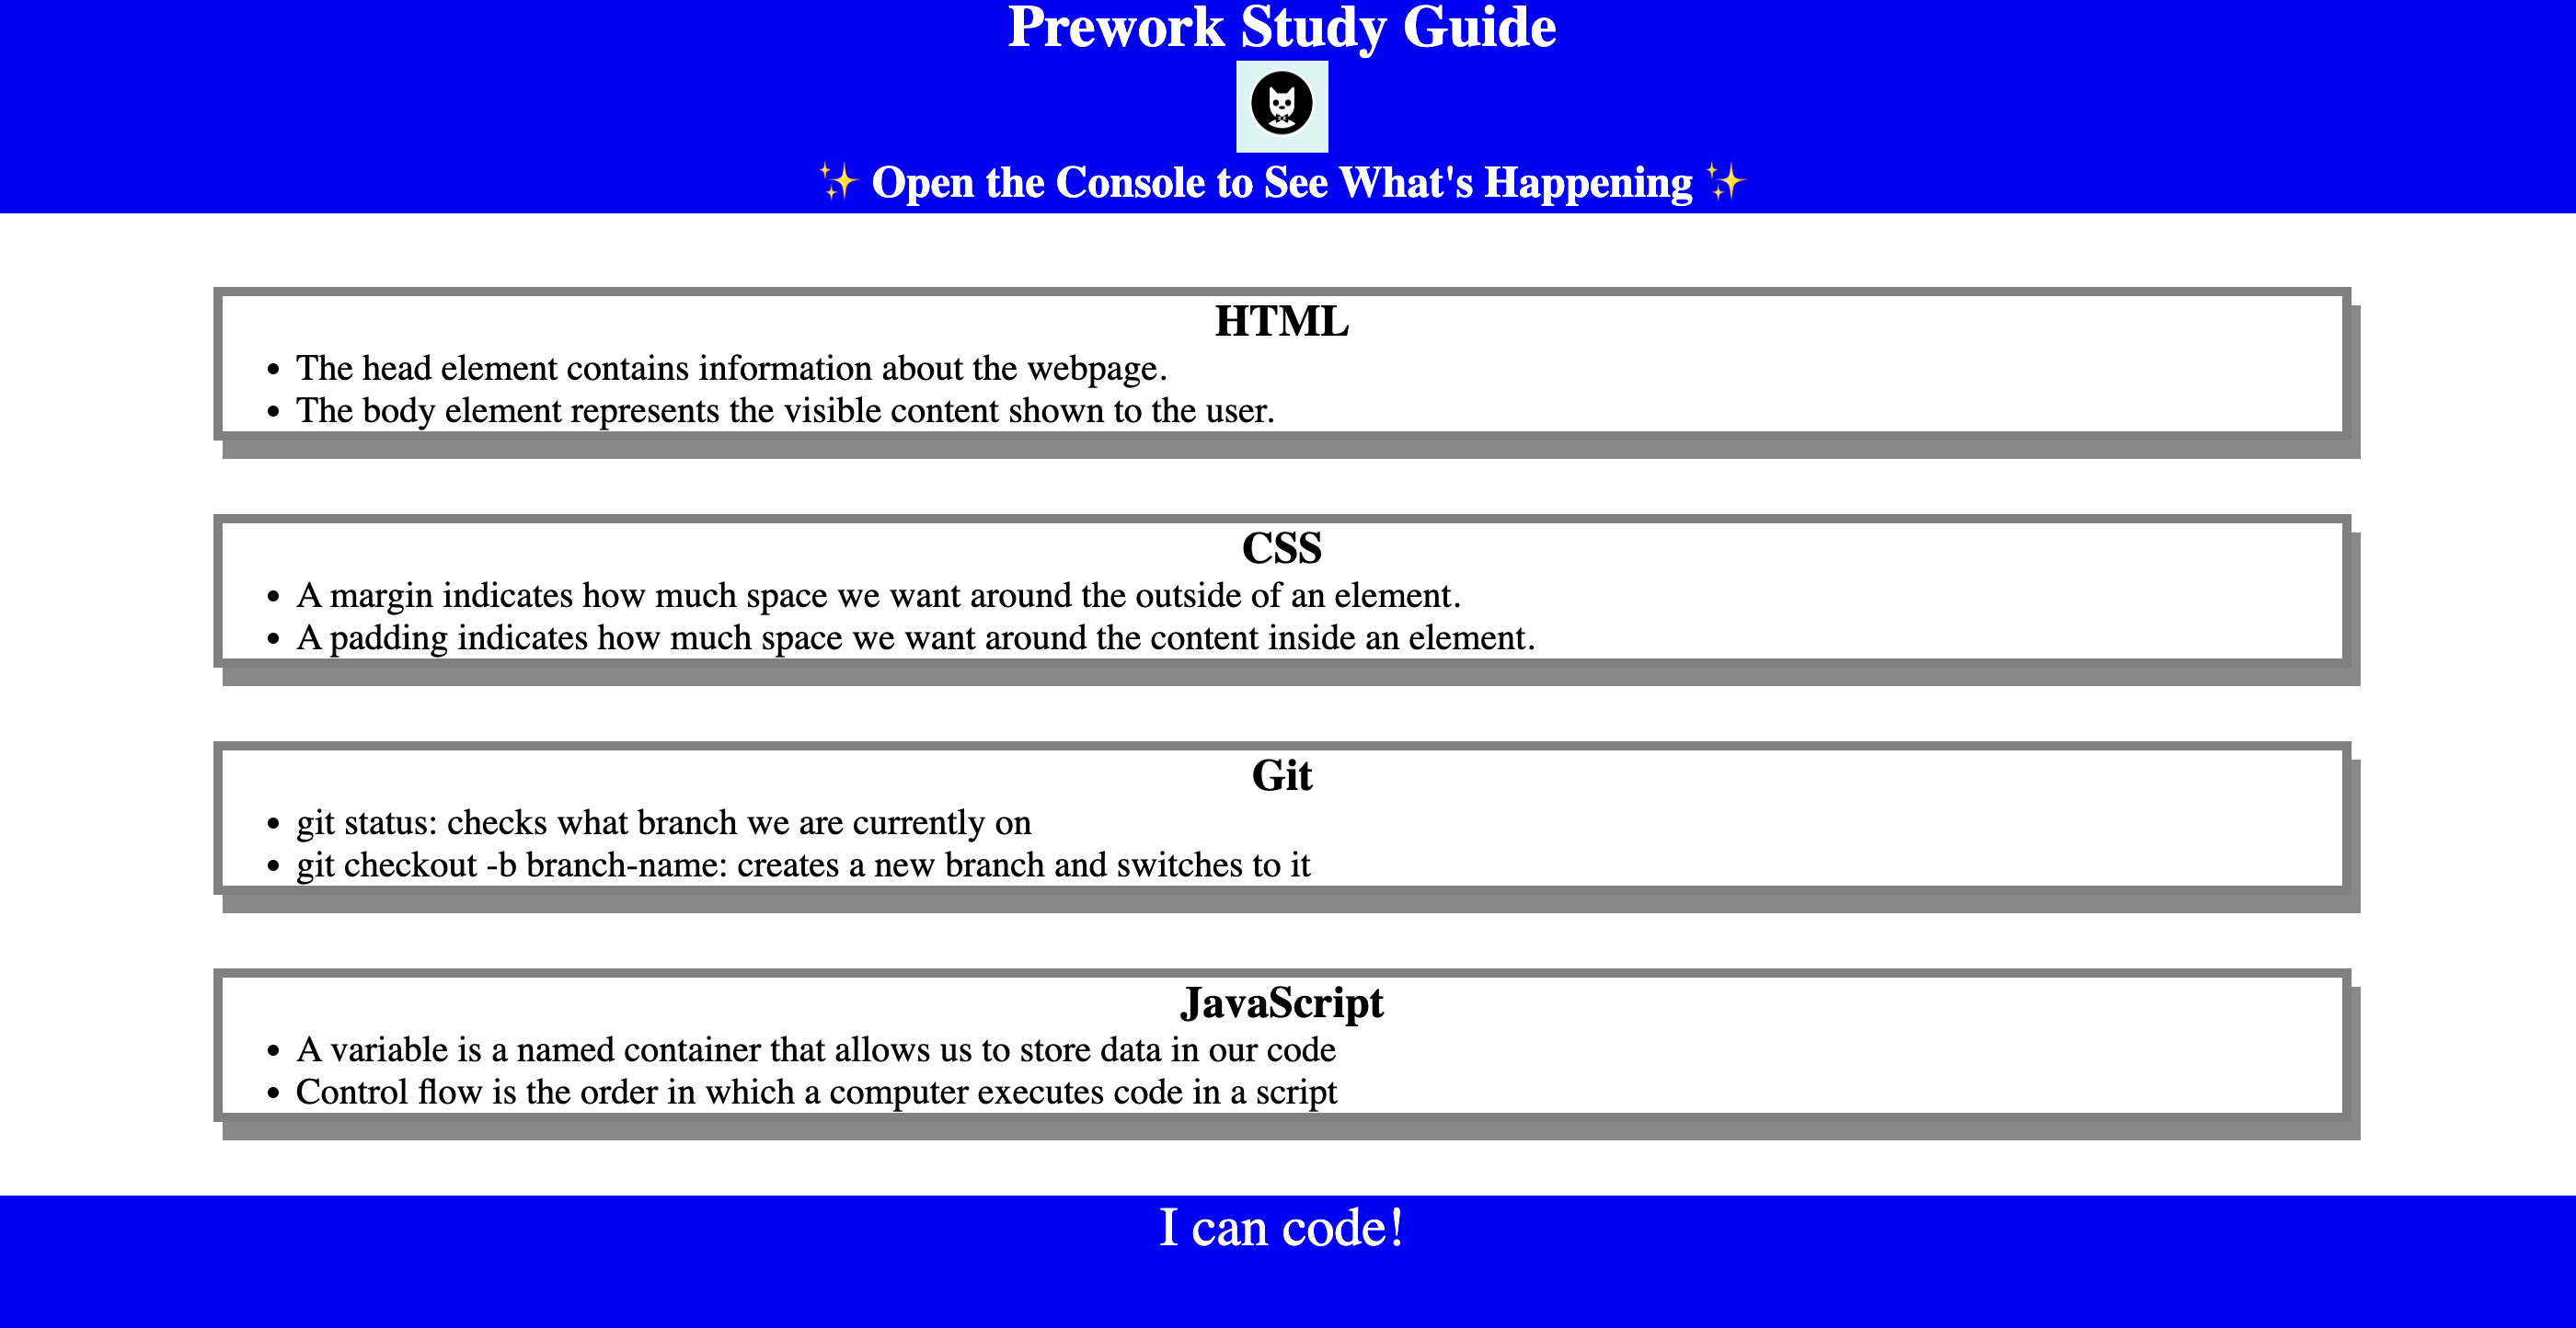 Prework Study Guide
✨ Open the Console to See What's Happening ✨
HTML
• The head element contains information about the webpage.
• The body element represents the visible content shown to the user.
CSS
• A margin indicates how much space we want around the outside of an element.
• A padding indicates how much space we want around the content inside an element.
Git
• git status: checks what branch we are currently on
• git checkout -b branch-name: creates a new branch and switches to it
JavaScript
• A variable is a named container that allows us to store data in our code
• Control flow is the order in which a computer executes code in a script
I can code!